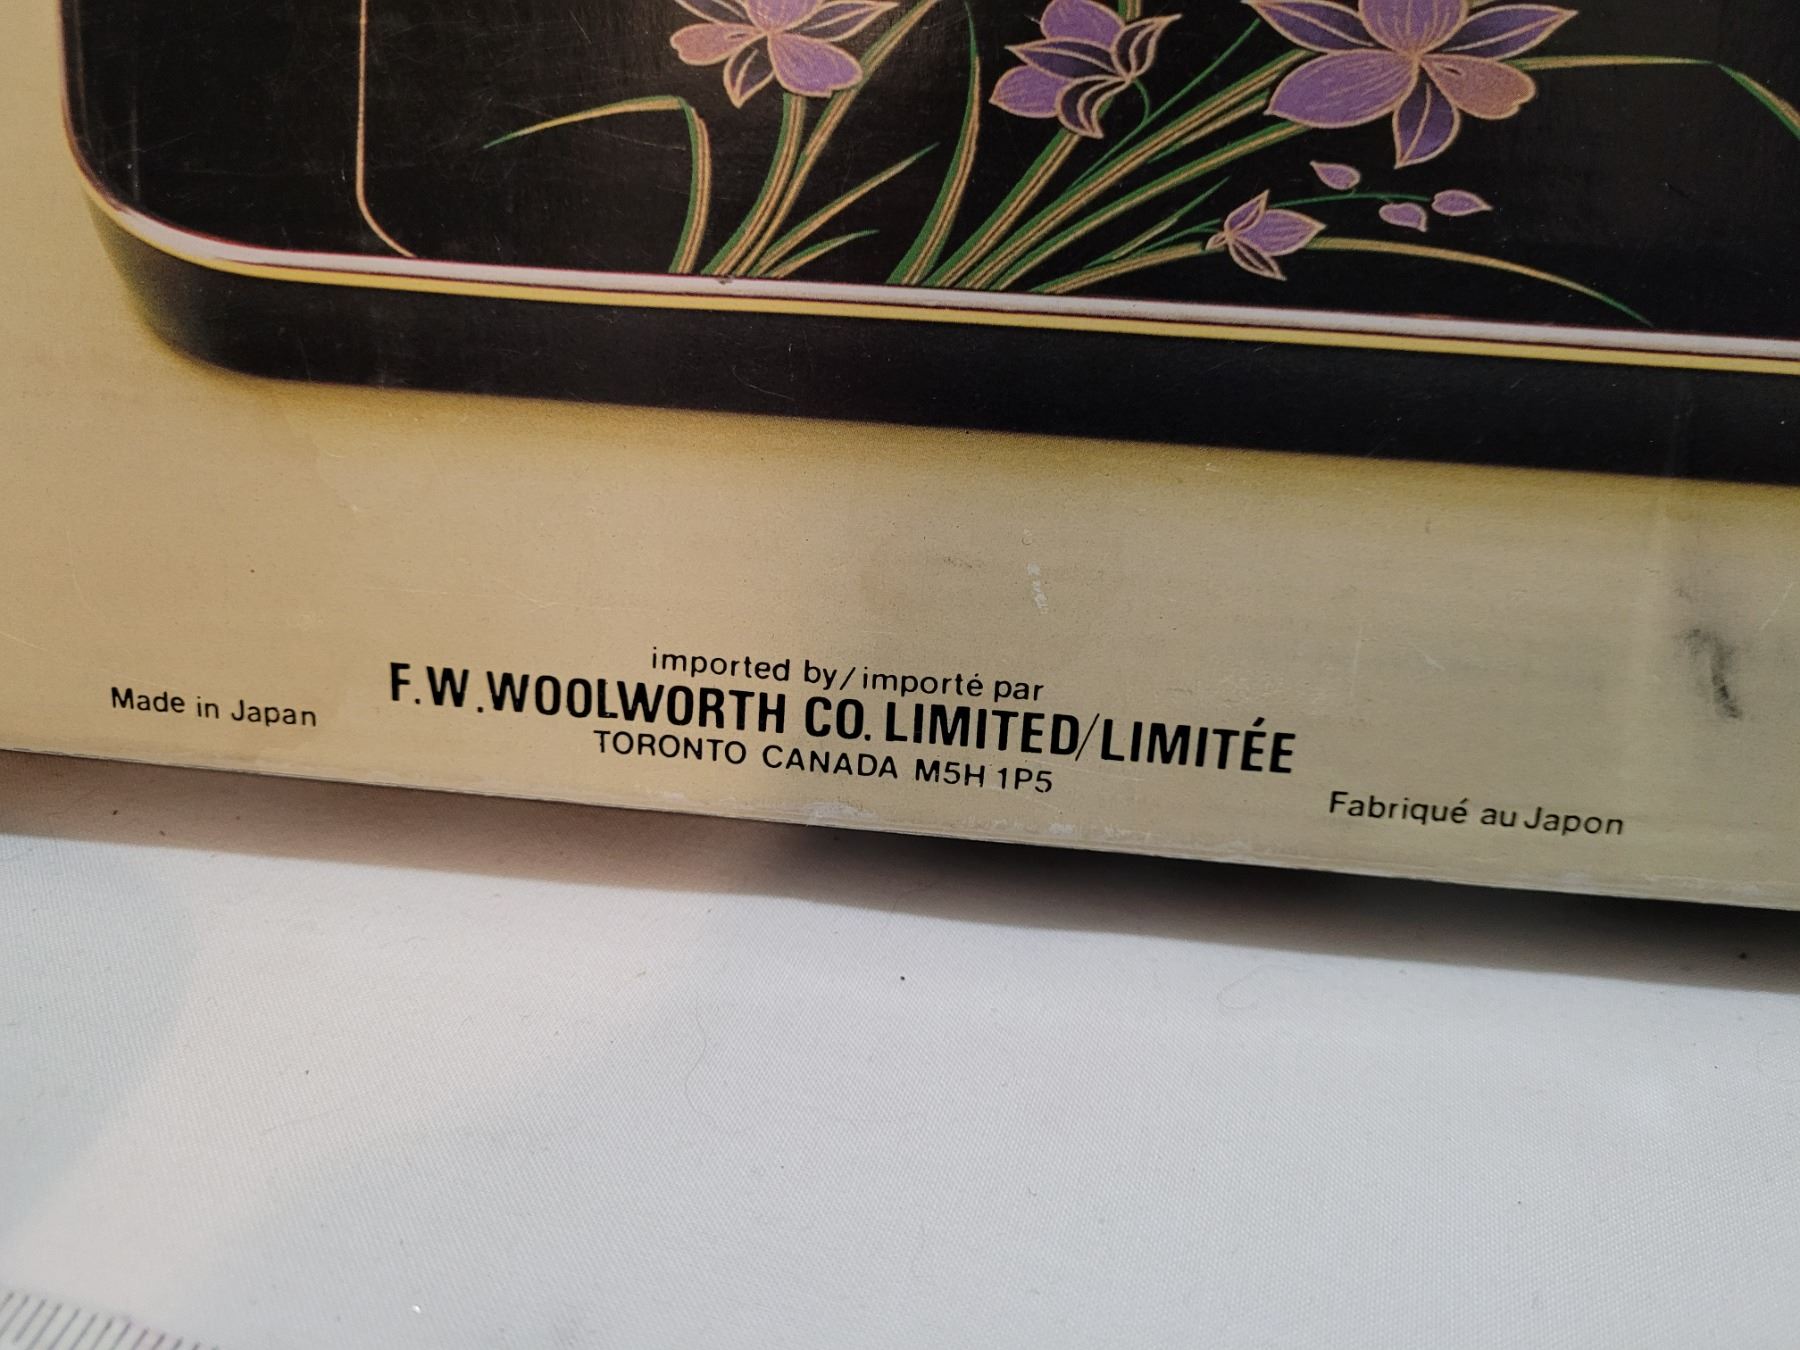 imported by/importé par
F.W.WOOLWORTH CO. LIMITED/LIMITÉE
TORONTO CANADA M5H 1P5
Made in Japan
Fabriqué au Japon